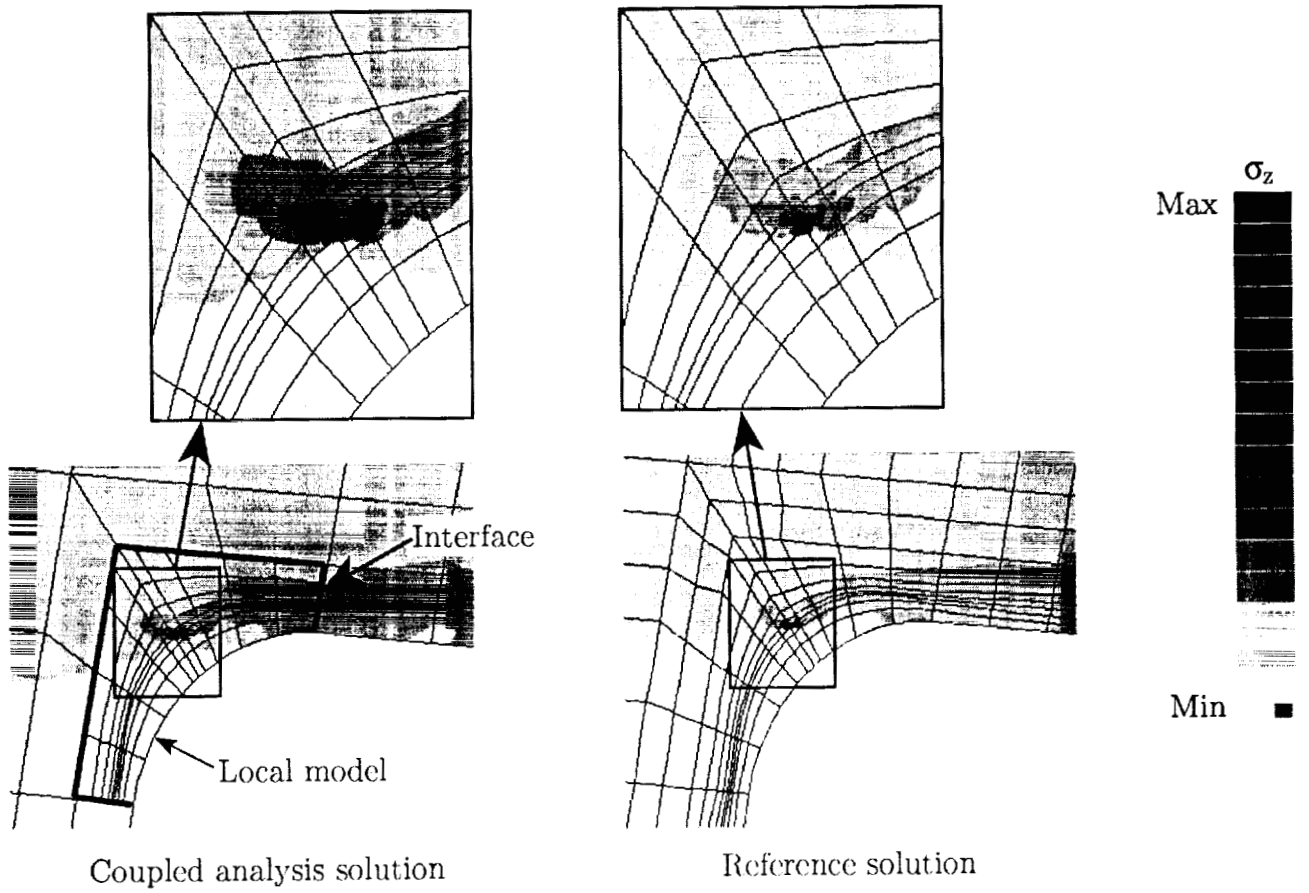 σz
Max
Interface
Min
Local model
Coupled analysis solution
Reference solution